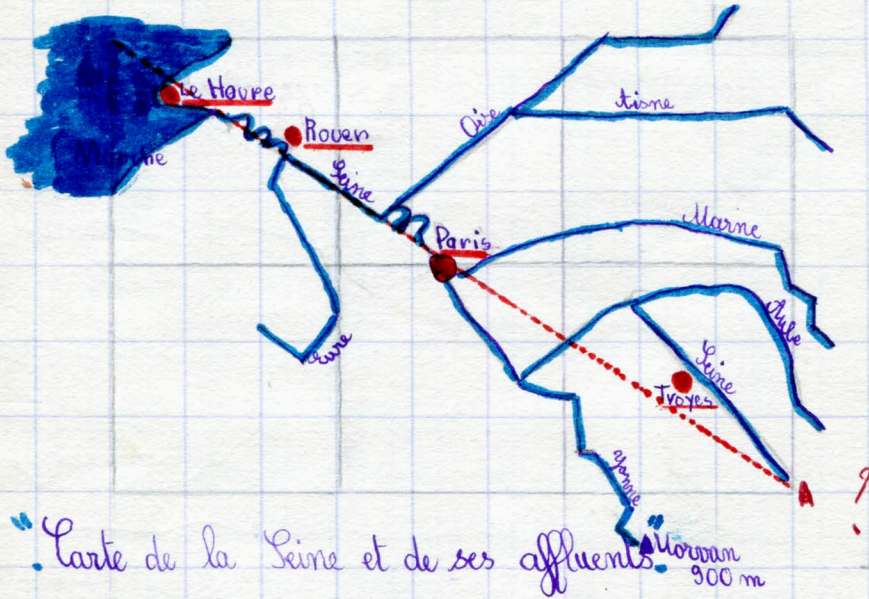 Le Havre
Manche
Rouen
Seine
Oise
Aisne
Paris
Marne
Aube
Seine
Troyes
Eure
Yonne
A ?
"Carte de la Seine et de ses affluents"
Morvan
900 m